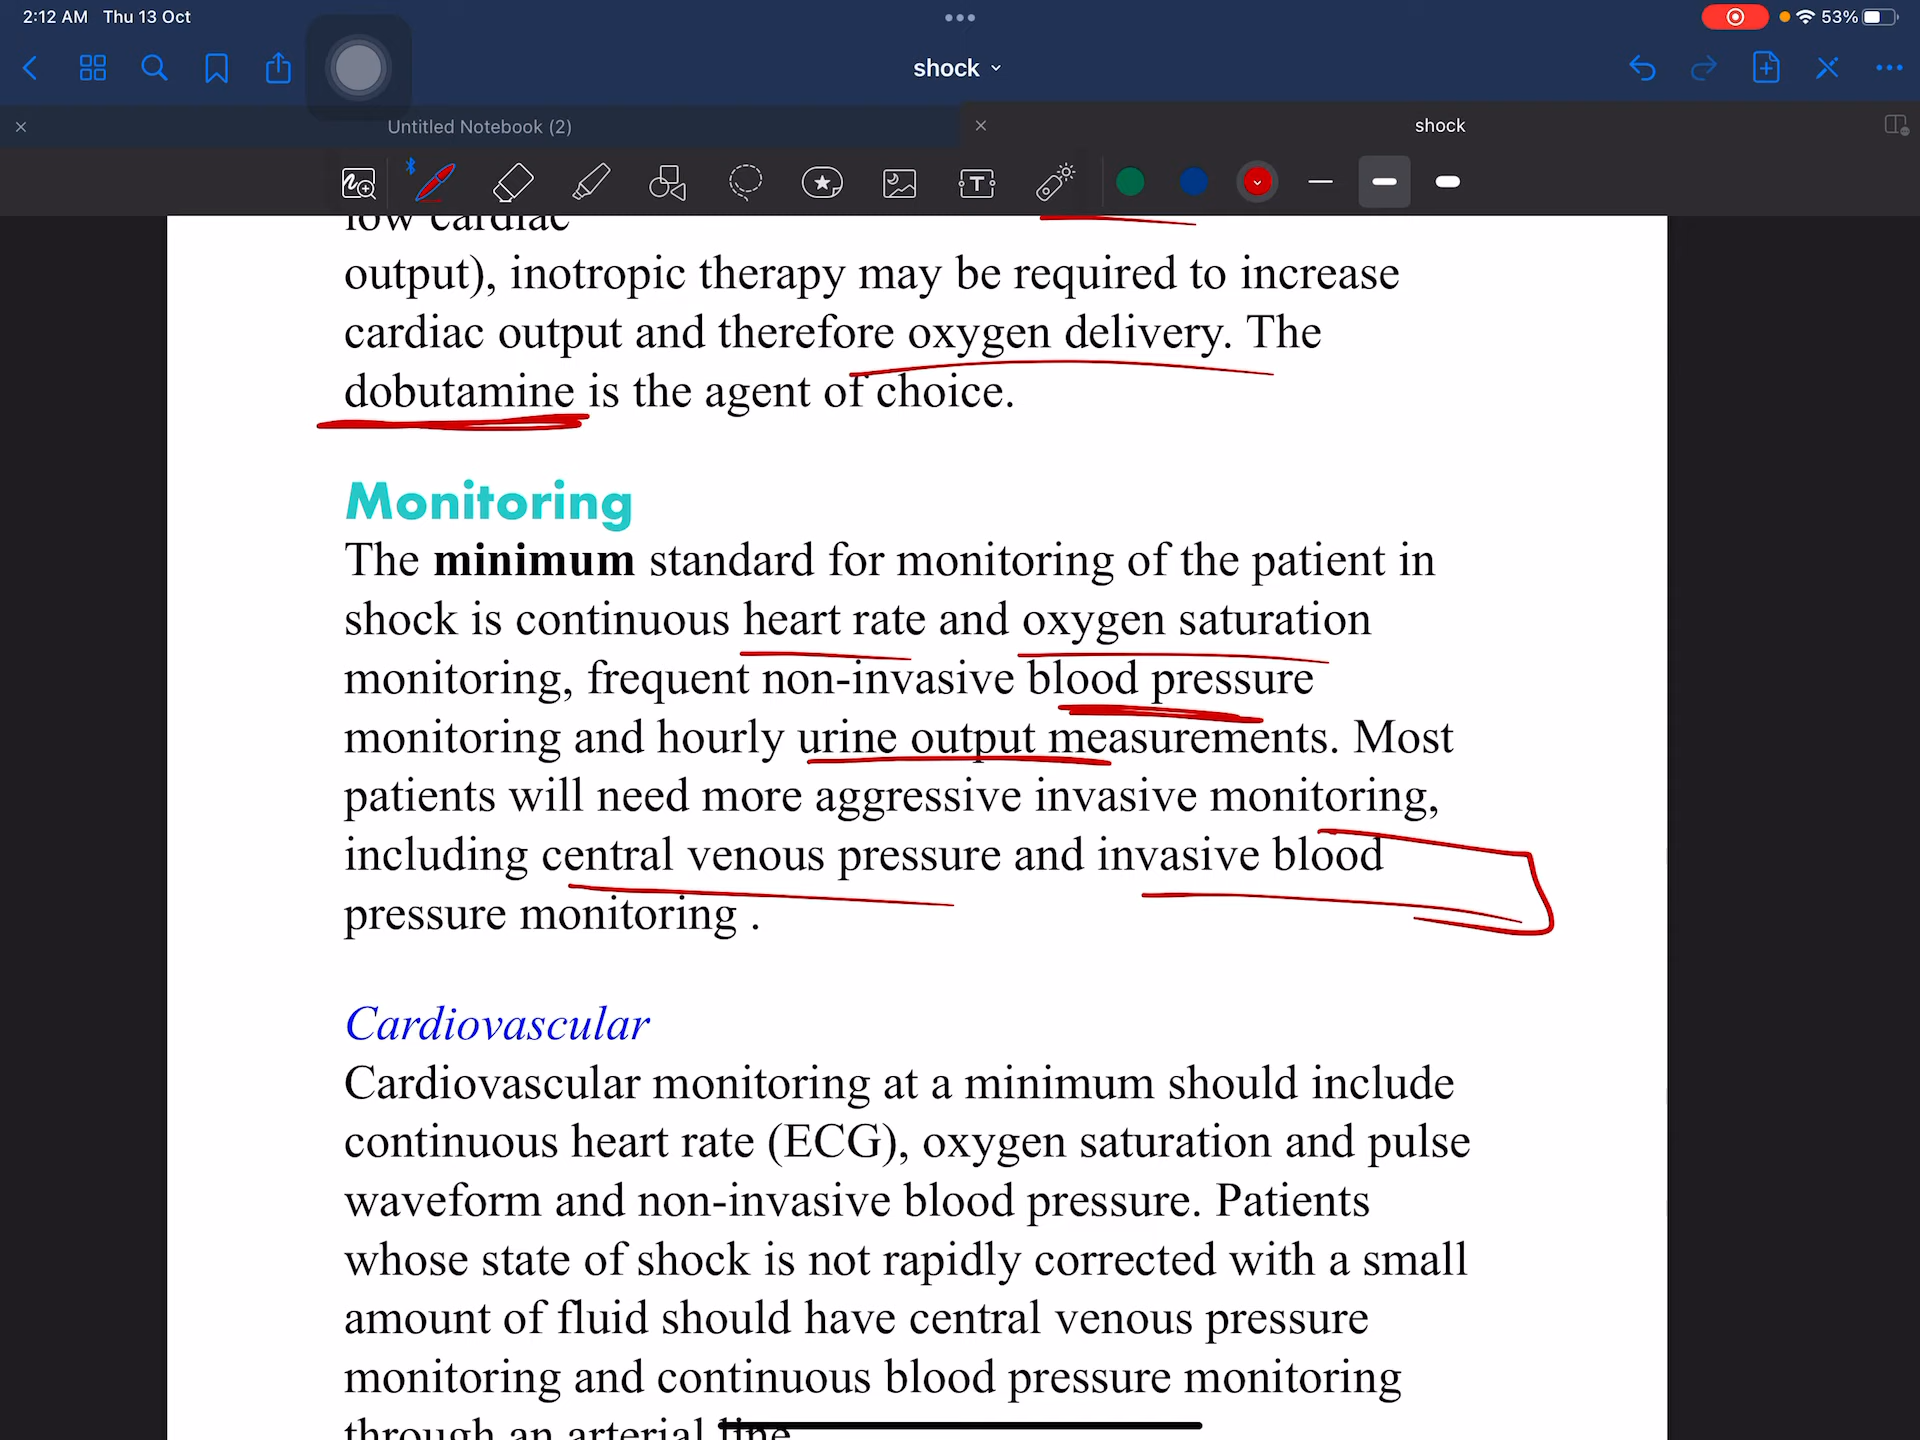 2:12 AM Thu 13 Oct
53%
shock
Untitled Notebook (2)
shock
low cardiac
output), inotropic therapy may be required to increase
cardiac output and therefore oxygen delivery. The
dobutamine is the agent of choice.
Monitoring
The minimum standard for monitoring of the patient in
shock is continuous heart rate and oxygen saturation
monitoring, frequent non-invasive blood pressure
monitoring and hourly urine output measurements. Most
patients will need more aggressive invasive monitoring,
including central venous pressure and invasive blood
pressure monitoring .
Cardiovascular
Cardiovascular monitoring at a minimum should include
continuous heart rate (ECG), oxygen saturation and pulse
waveform and non-invasive blood pressure. Patients
whose state of shock is not rapidly corrected with a small
amount of fluid should have central venous pressure
monitoring and continuous blood pressure monitoring
through an arterial line